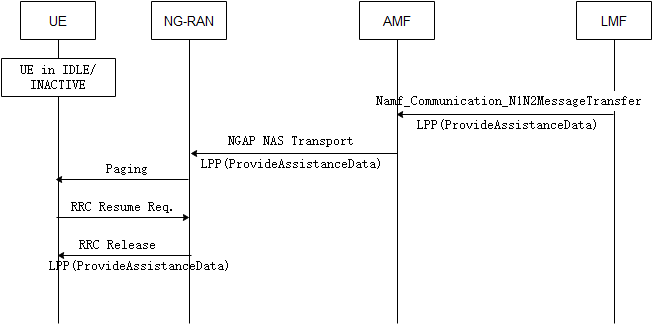 UE
NG-RAN
AMF
LMF
UE in IDLE/
INACTIVE
Namf_Communication_N1N2MessageTransfer
LPP(ProvideAssistanceData)
NGAP NAS Transport
LPP(ProvideAssistanceData)
Paging
RRC Resume Req.
RRC Release
LPP(ProvideAssistanceData)